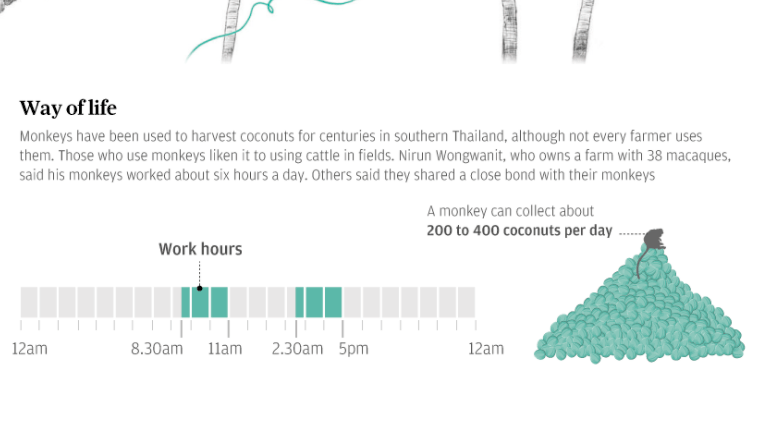 Way of life
Monkeys have been used to harvest coconuts for centuries in southern Thailand, although not every farmer uses
them. Those who use monkeys liken it to using cattle in fields. Nirun Wongwanit, who owns a farm with 38 macaques,
said his monkeys worked about six hours a day. Others said they shared a close bond with their monkeys
A monkey can collect about
200 to 400 coconuts per day
Work hours
12am 8.30am 11am 2.30am 5pm 12am